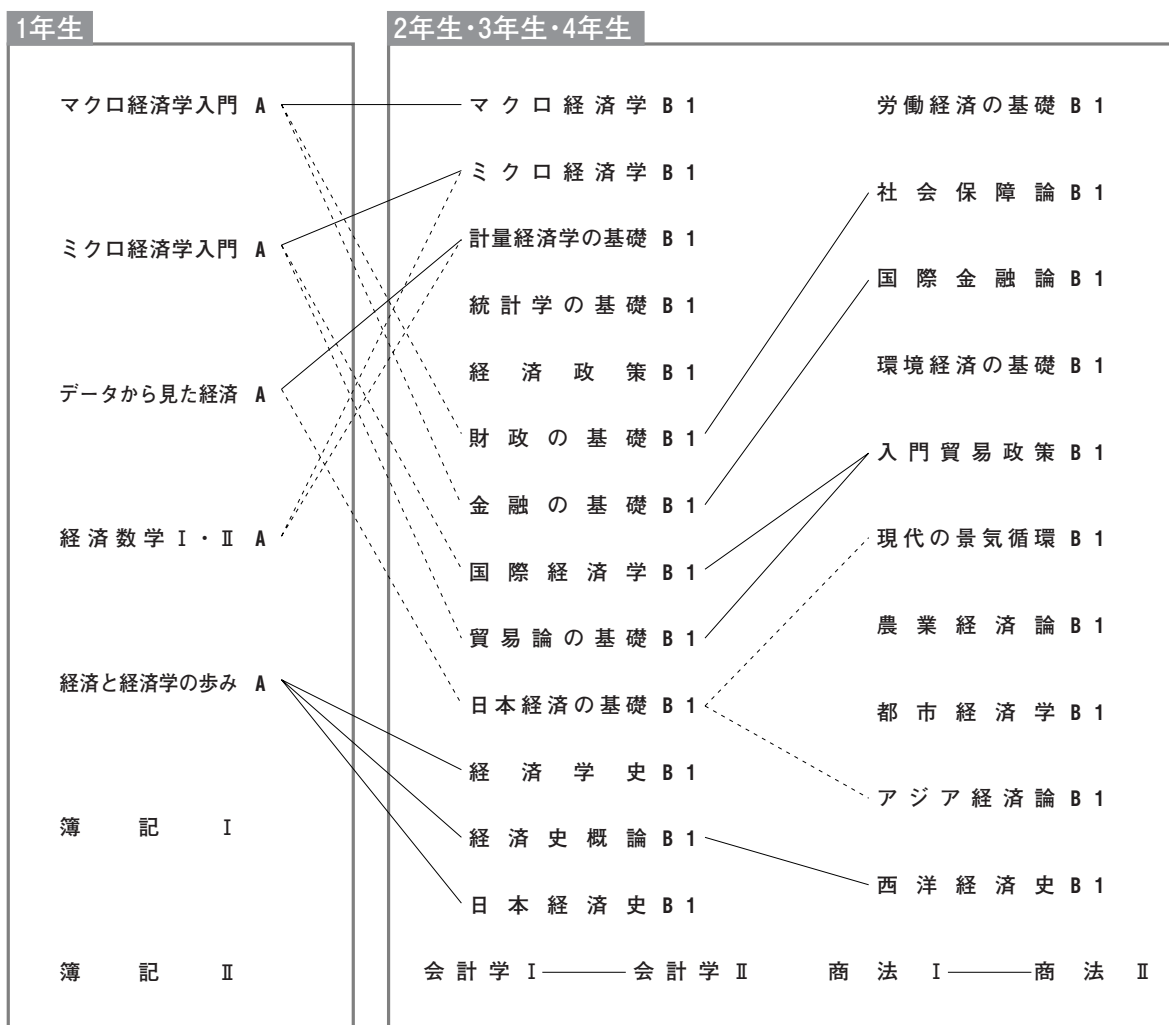 1年生
マクロ経済学入門 A
ミクロ経済学入門 A
データから見た経済 A
経済数学Ⅰ・Ⅱ A
経済と経済学の歩み A
簿記Ⅰ
簿記Ⅱ
2年生・3年生・4年生
マクロ経済学 B 1
ミクロ経済学 B 1
計量経済学の基礎 B 1
統計学の基礎 B 1
経済政策 B 1
財政の基礎 B 1
金融の基礎 B 1
国際経済学 B 1
貿易論の基礎 B 1
日本経済の基礎 B 1
経済学史 B 1
経済史概論 B 1
日本経済史 B 1
労働経済の基礎 B 1
社会保障論 B 1
国際金融論 B 1
環境経済の基礎 B 1
入門貿易政策 B 1
現代の景気循環 B 1
農業経済論 B 1
都市経済学 B 1
アジア経済論 B 1
西洋経済史 B 1
会計学Ⅰ 会計学Ⅱ 商法Ⅰ 商法Ⅱ